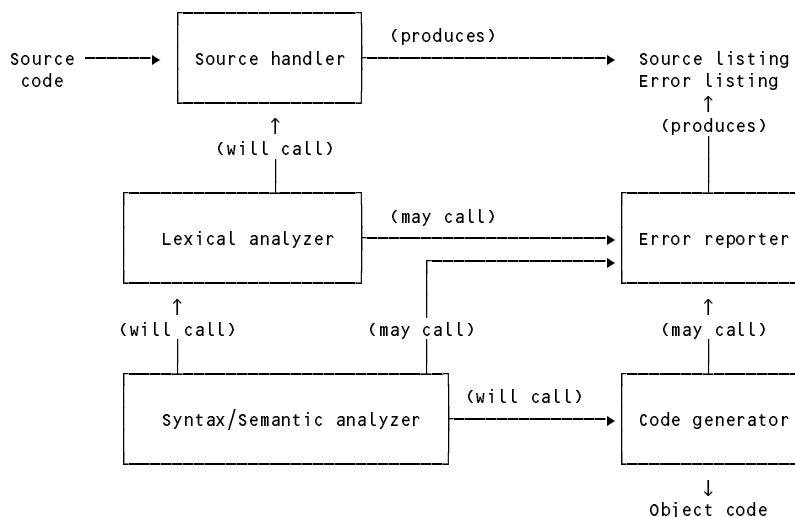 (produces)
Source
code
Source handler
Source listing
Error listing
(will call)
(produces)
(may call)
Lexical analyzer
Error reporter
(will call)
(may call)
(may call)
(will call)
Syntax/Semantic analyzer
Code generator
Object code